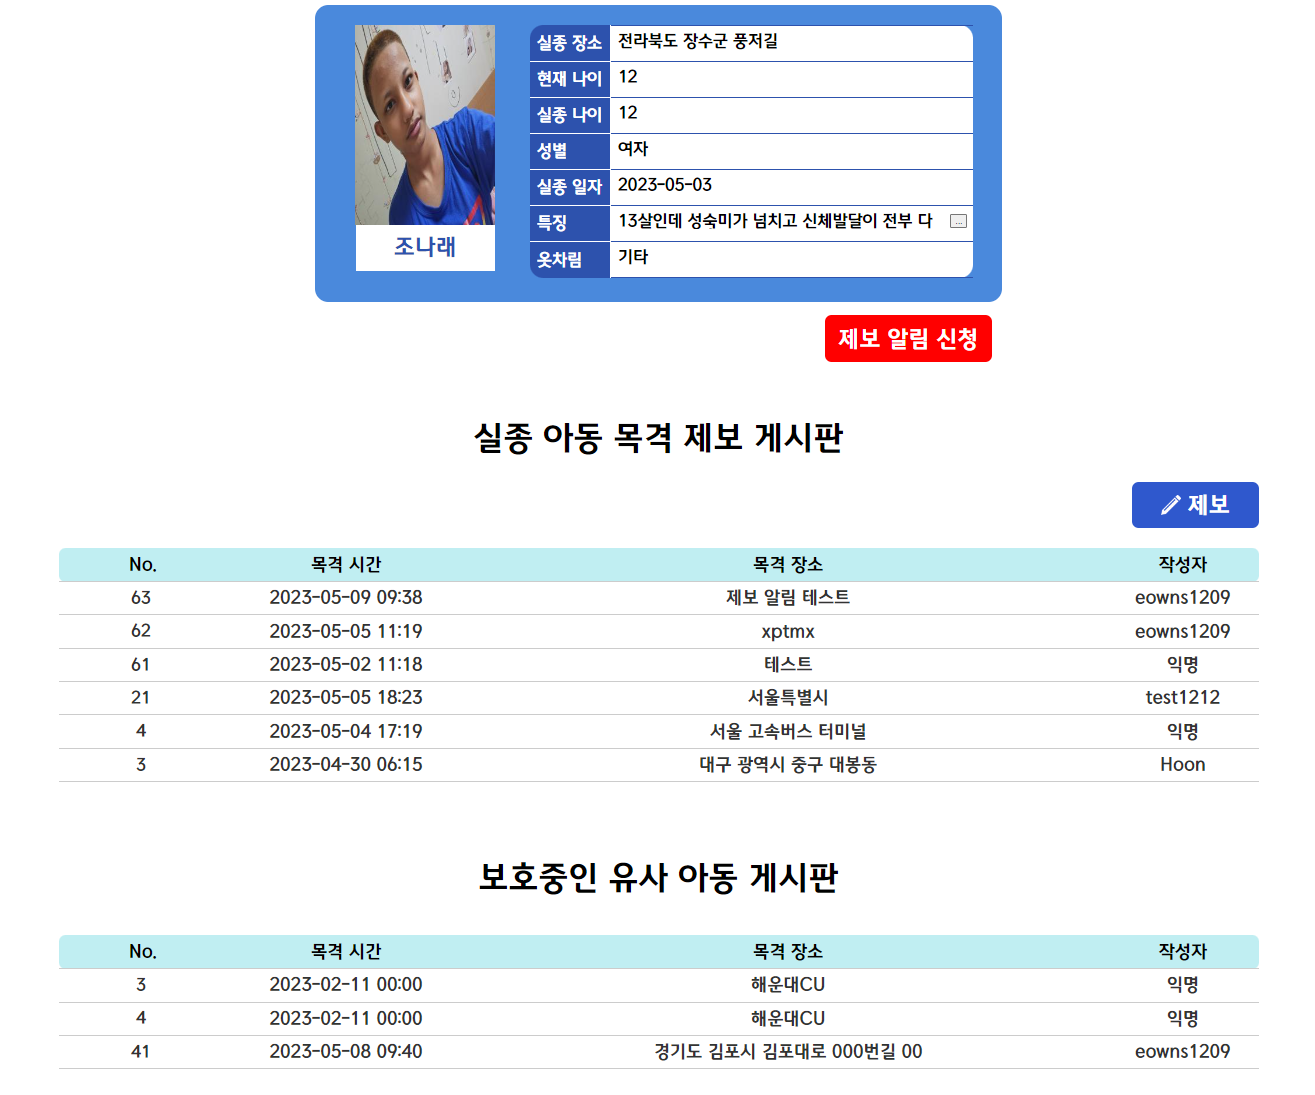 실종 장소 전라북도 장수군 풍저길
현재 나이 12
실종 나이 12
성별 여자
실종 일자 2023-05-03
특징 13살인데 성숙미가 넘치고 신체발달이 전부 다 ...
옷차림 기타
조나래
제보 알림 신청
실종 아동 목격 제보 게시판
제보
No. 목격 시간 목격 장소 작성자
63 2023-05-09 09:38 제보 알림 테스트 eowns1209
62 2023-05-05 11:19 xptmx eowns1209
61 2023-05-02 11:18 테스트 익명
21 2023-05-05 18:23 서울특별시 test1212
4 2023-05-04 17:19 서울 고속버스 터미널 익명
3 2023-04-30 06:15 대구 광역시 중구 대봉동 Hoon
보호중인 유사 아동 게시판
No. 목격 시간 목격 장소 작성자
3 2023-02-11 00:00 해운대CU 익명
4 2023-02-11 00:00 해운대CU 익명
41 2023-05-08 09:40 경기도 김포시 김포대로 000번길 00 eowns1209